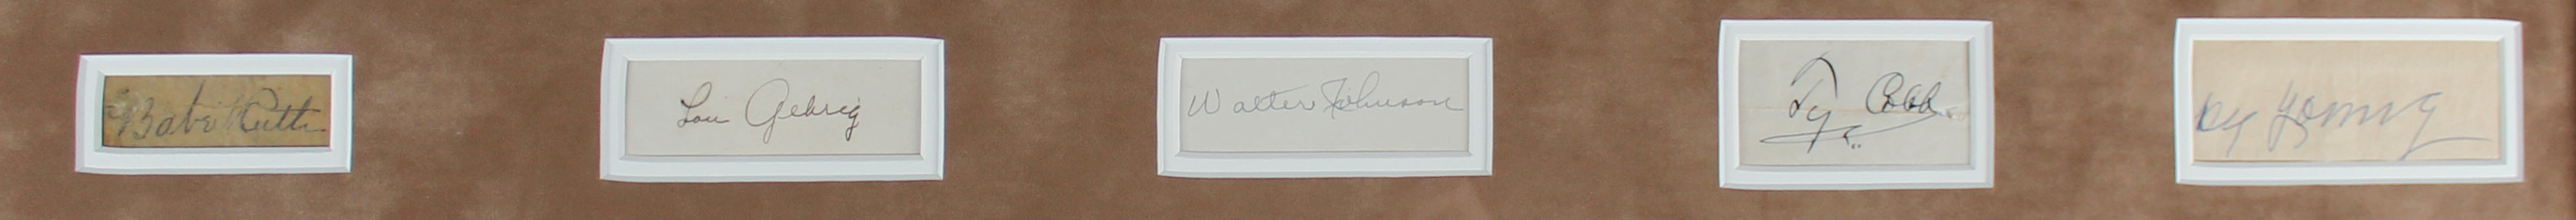 Babe Ruth
Lou Gehrig
Walter Johnson
Ty Cobb
Cy Young